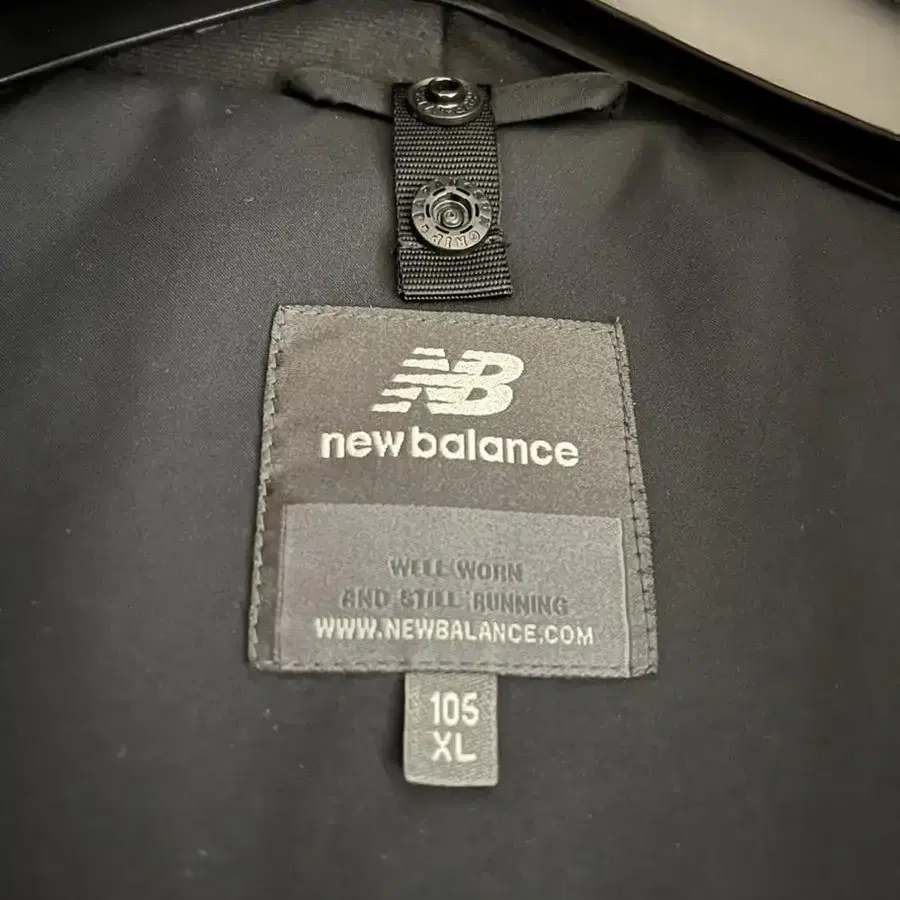 NB
new balance
WELL WORN
AND STILL RUNNING
WWW.NEWBALANCE.COM
105
XL